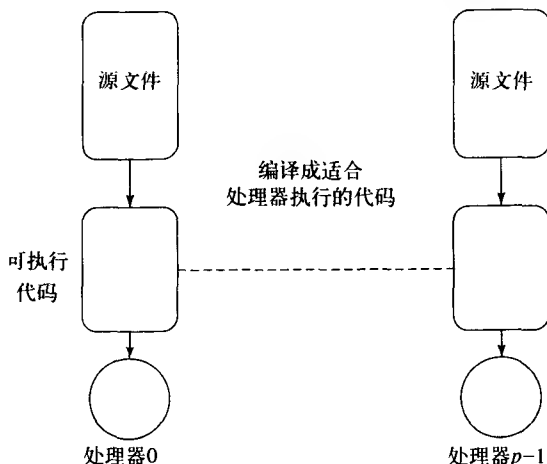 源文件
源文件
编译成适合
处理器执行的代码
可执行
代码
处理器0
处理器p-1